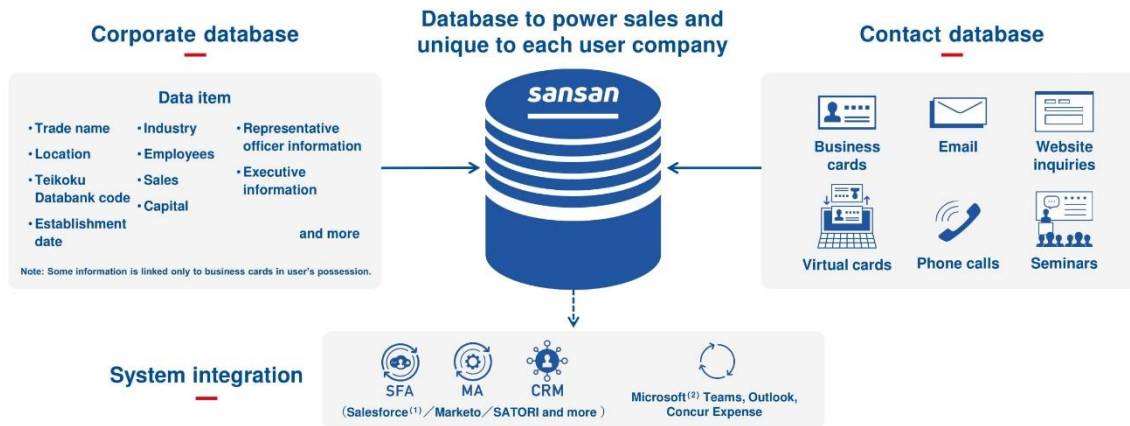 Database to power sales and
unique to each user company
Corporate database
Data item
・Trade name
・Location
・Teikoku
Databank code
・Establishment
date
・Industry
・Employees
・Sales
・Capital
・Representative
officer information
・Executive
information
and more
Note: Some information is linked only to business cards in user's possession.
sansan
Contact database
Business
cards
Email
Website
inquiries
Virtual cards
Phone calls
Seminars
System integration
SFA
MA
CRM
(Salesforce(1)/Marketo/SATORI and more )
Microsoft(2) Teams, Outlook,
Concur Expense